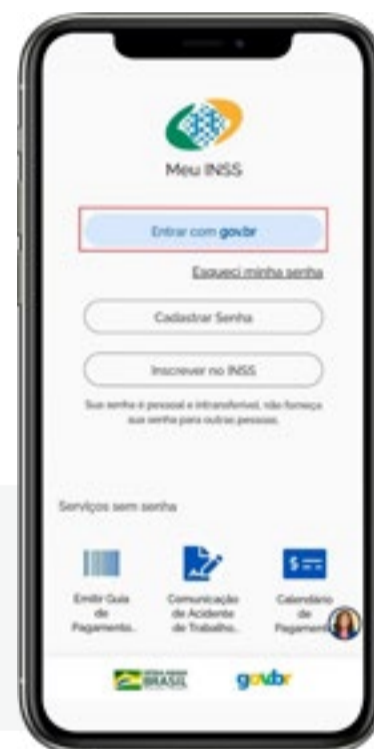 Meu INSS
Entrar com gov.br
Esqueci minha senha
Cadastrar Senha
Inscrever no INSS
Sua senha é pessoal e intransferível, não forneça
sua senha para outras pessoas.
Serviços sem senha
Emitir Guia
de
Pagamento...
Comunicação
de Acidente
de Trabalho...
Calendário
de
Pagament
BRASIL
gov.br